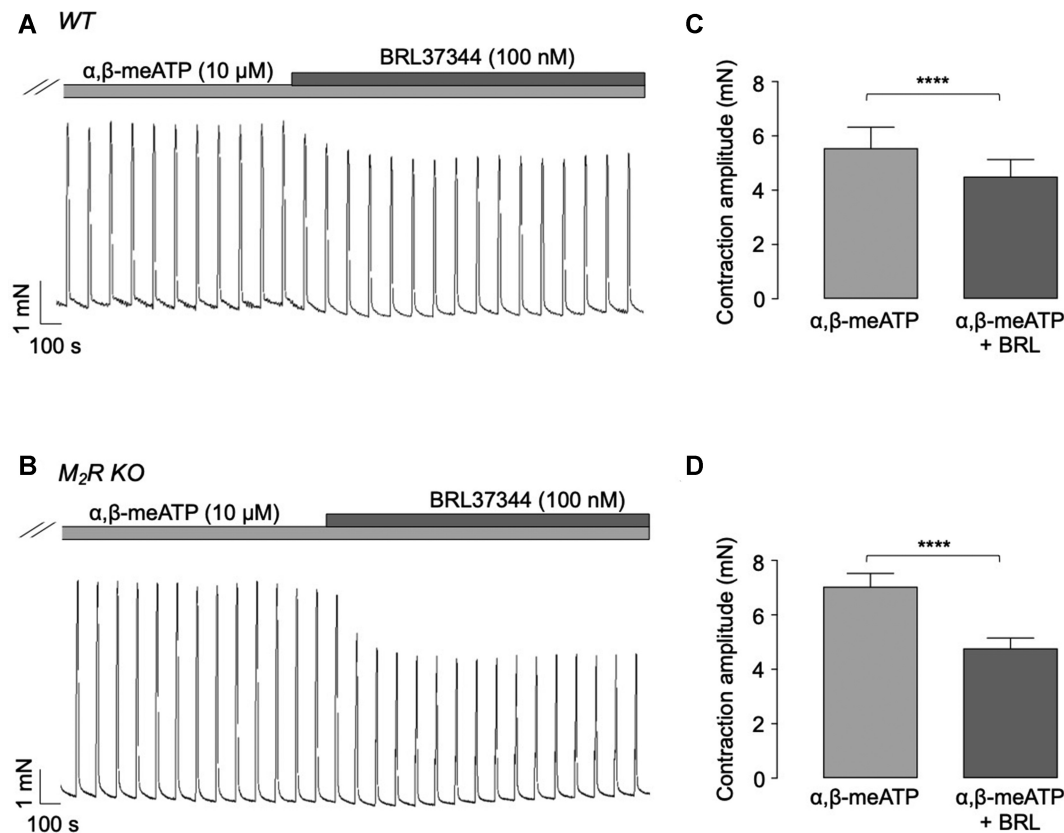 A WT
α,β-meATP (10 µM)
BRL37344 (100 nM)
1 mN
100 s
C
Contraction amplitude (mN)
8
6
4
2
0
****
α,β-meATP
α,β-meATP
+ BRL
B M₂R KO
α,β-meATP (10 µM)
BRL37344 (100 nM)
1 mN
100 s
D
Contraction amplitude (mN)
8
6
4
2
0
****
α,β-meATP
α,β-meATP
+ BRL